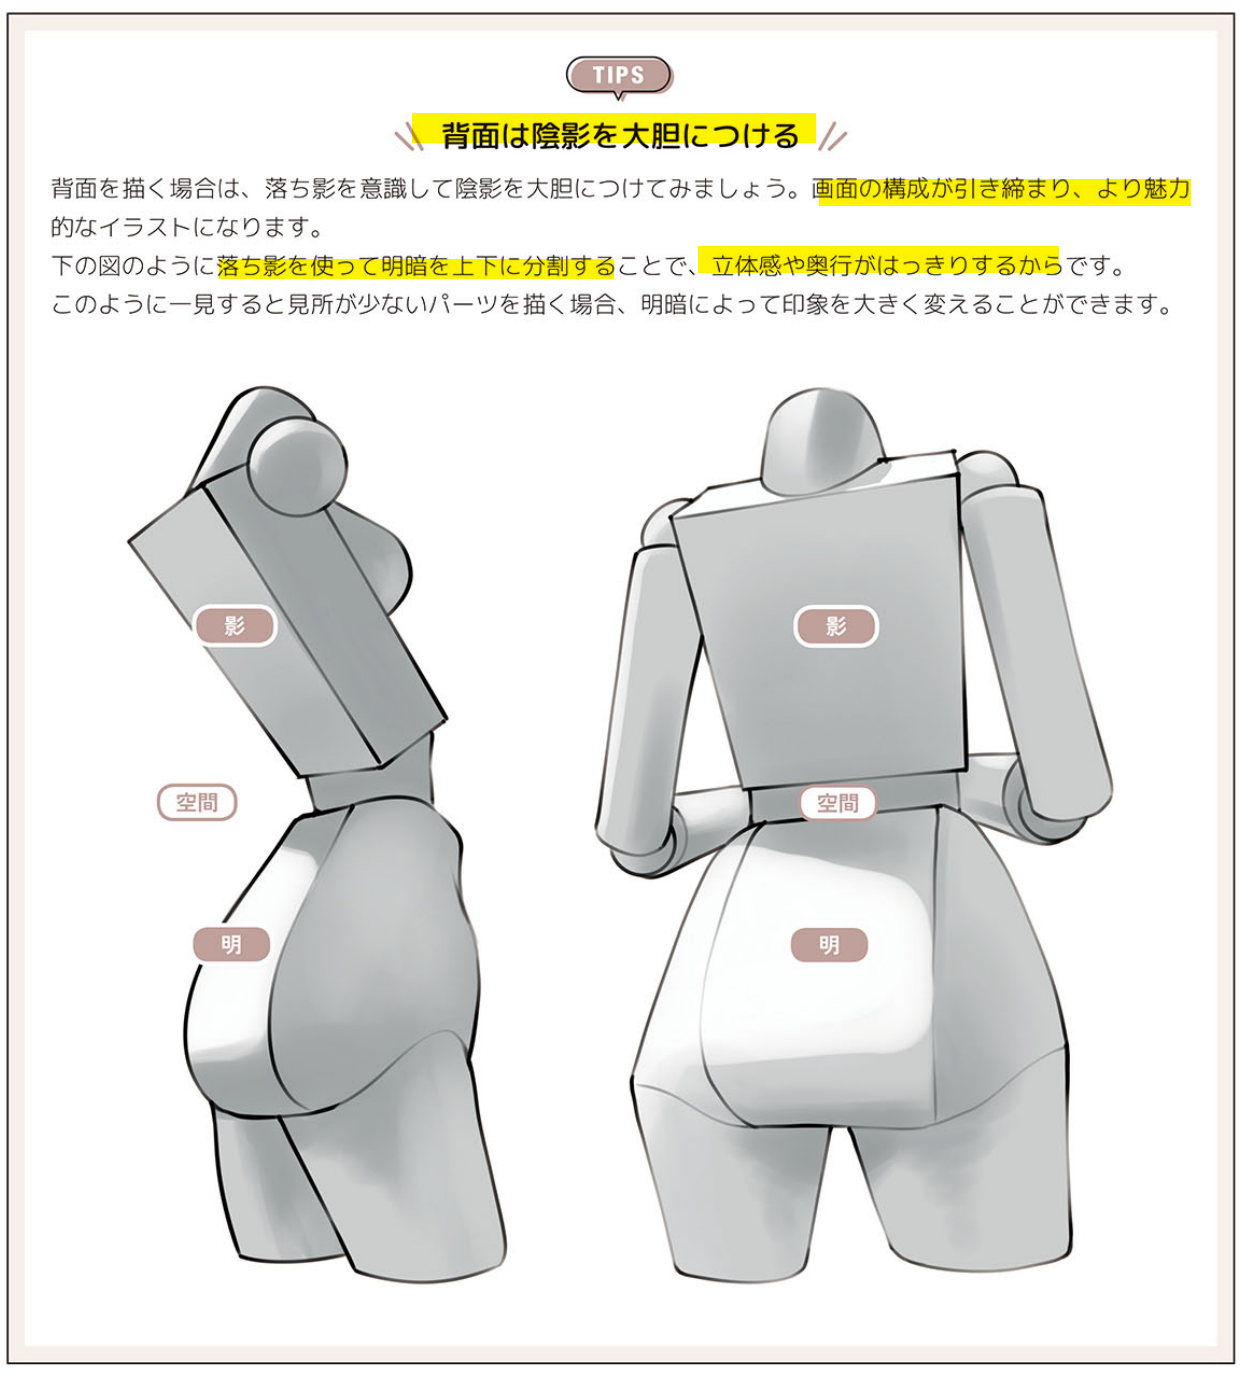 TIPS
背面は陰影を大胆につける
背面を描く場合は、落ち影を意識して陰影を大胆につけてみましょう。画面の構成が引き締まり、より魅力
的なイラストになります。
下の図のように落ち影を使って明暗を上下に分割することで、立体感や奥行がはっきりするからです。
このように一見すると見所が少ないパーツを描く場合、明暗によって印象を大きく変えることができます。
影
影
空間
空間
明
明